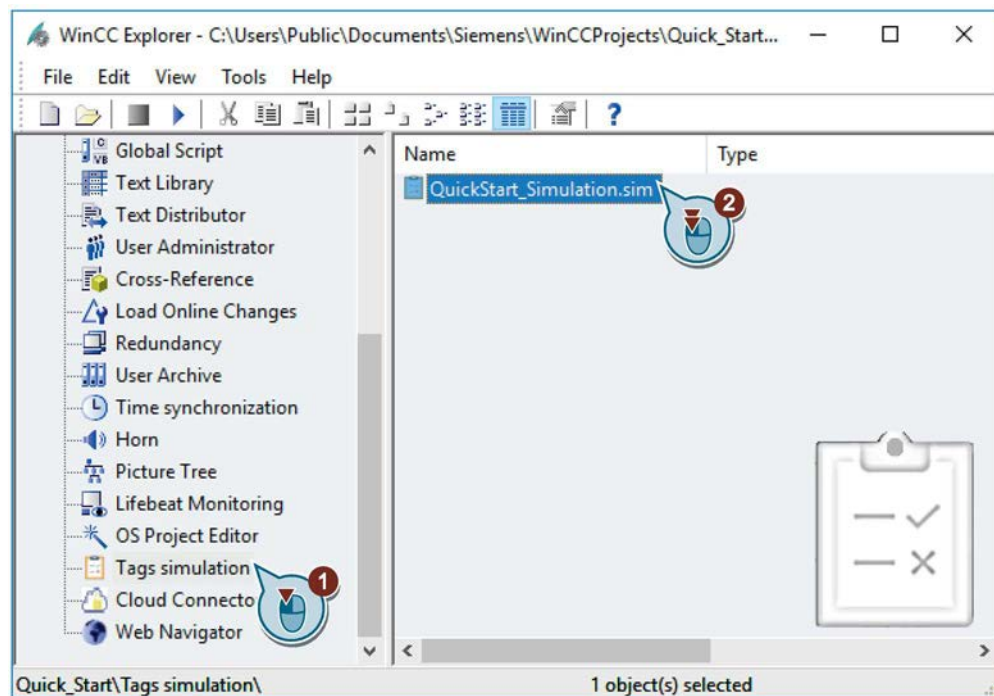 WinCC Explorer - C:\Users\Public\Documents\Siemens\WinCCProjects\Quick_Start...
File Edit View Tools Help
Name Type
Global Script
Text Library
Text Distributor
User Administrator
Cross-Reference
Load Online Changes
Redundancy
User Archive
Time synchronization
Horn
Picture Tree
Lifebeat Monitoring
OS Project Editor
Tags simulation
Cloud Connecto
Web Navigator
QuickStart_Simulation.sim
2
1
Quick_Start\Tags simulation\ 1 object(s) selected